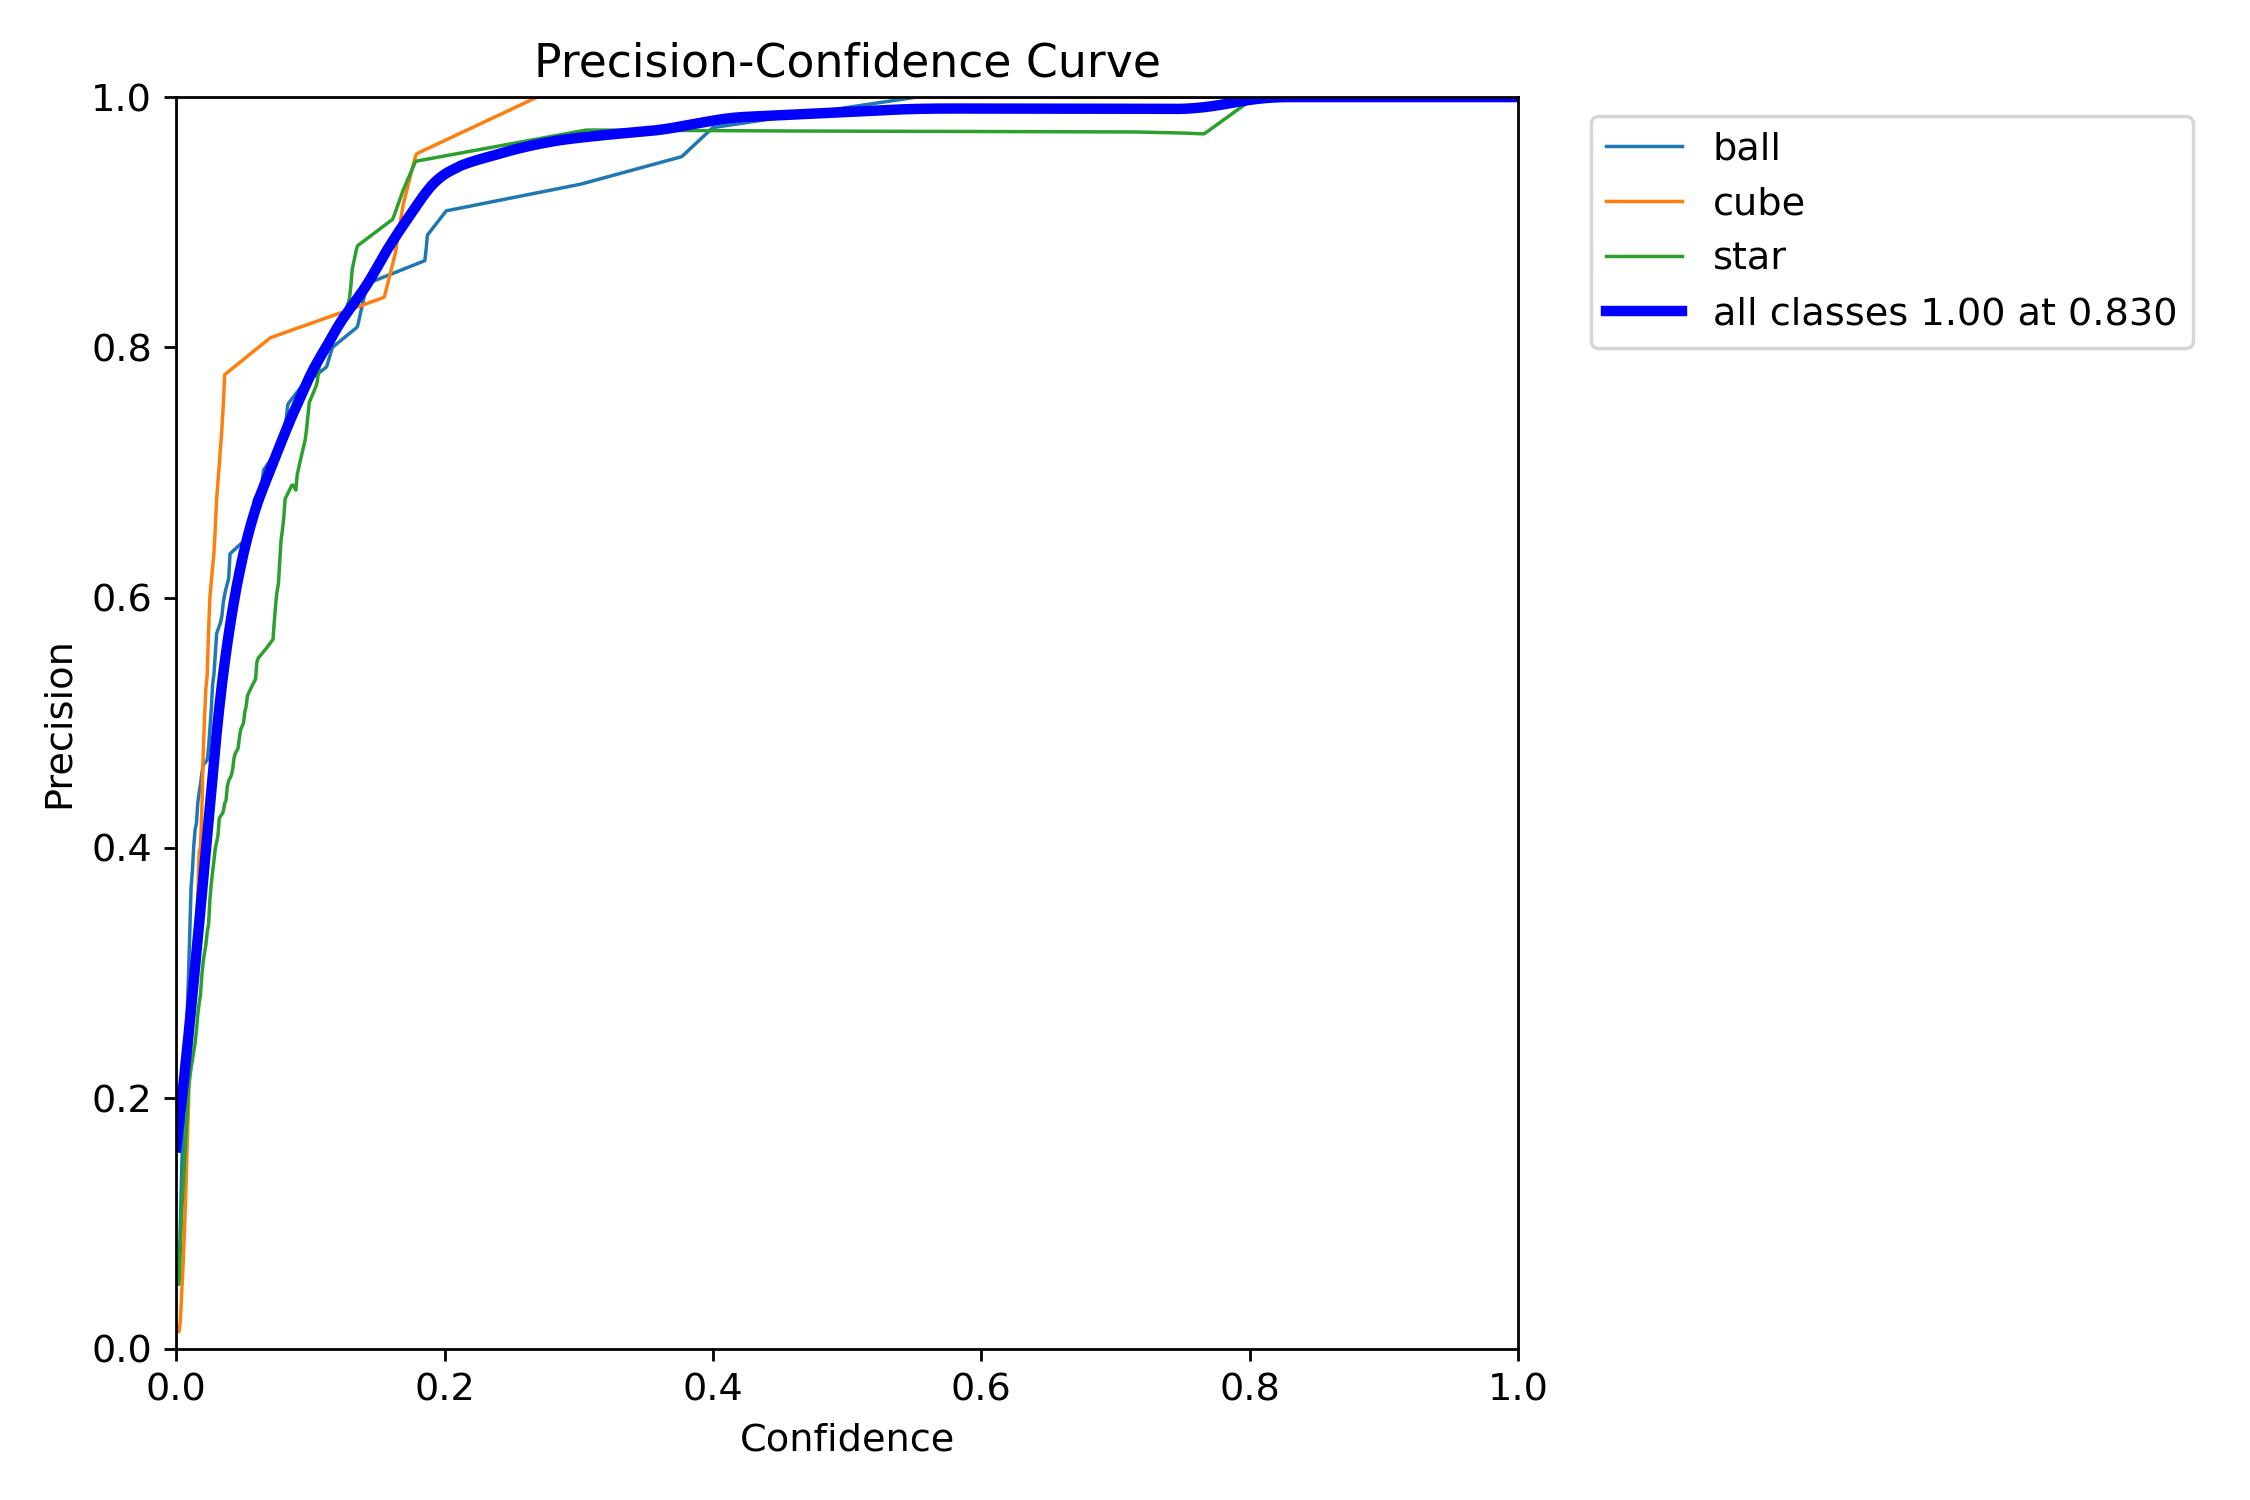 Precision-Confidence Curve
1.0
0.8
0.6
0.4
0.2
0.0
Precision
0.0 0.2 0.4 0.6 0.8 1.0
Confidence
ball
cube
star
all classes 1.00 at 0.830